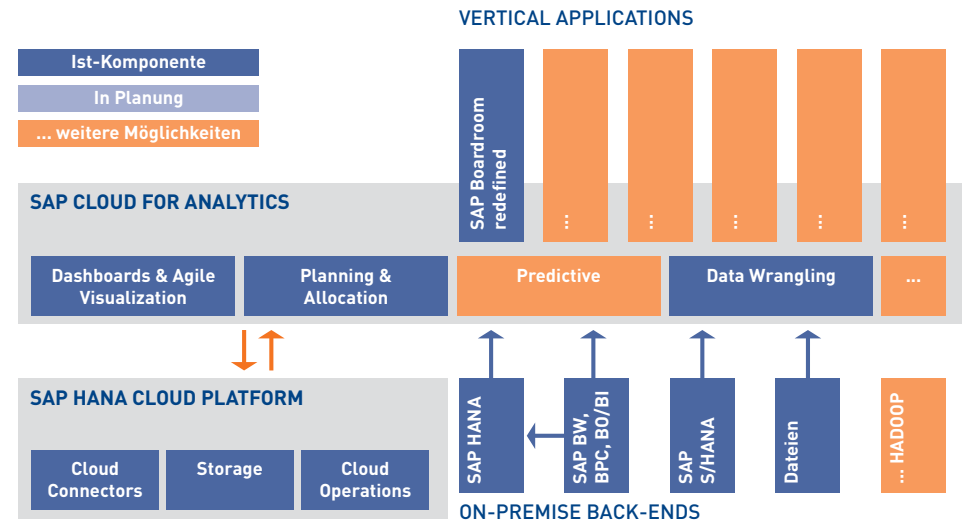 VERTICAL APPLICATIONS
Ist-Komponente
In Planung
... weitere Möglichkeiten
SAP Boardroom
redefined
...
...
...
...
...
SAP CLOUD FOR ANALYTICS
Dashboards & Agile
Visualization
Planning &
Allocation
Predictive
Data Wrangling
...
SAP HANA CLOUD PLATFORM
Cloud
Connectors
Storage
Cloud
Operations
SAP HANA
SAP BW,
BPC, BO/BI
SAP
S/HANA
Dateien
... HADOOP
ON-PREMISE BACK-ENDS